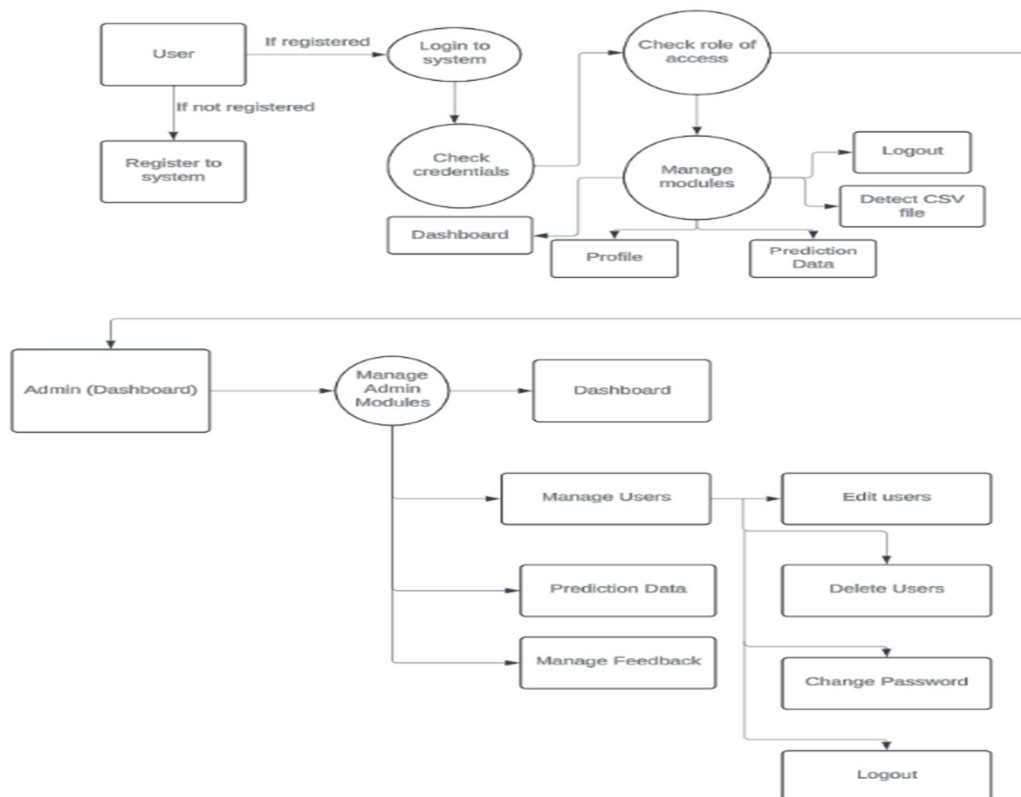 User
If registered
Login to
system
Check role of
access
If not registered
Register to
system
Check
credentials
Manage
modules
Logout
Detect CSV
file
Dashboard
Profile
Prediction
Data
Admin (Dashboard)
Manage
Admin
Modules
Dashboard
Manage Users
Edit users
Prediction Data
Delete Users
Manage Feedback
Change Password
Logout